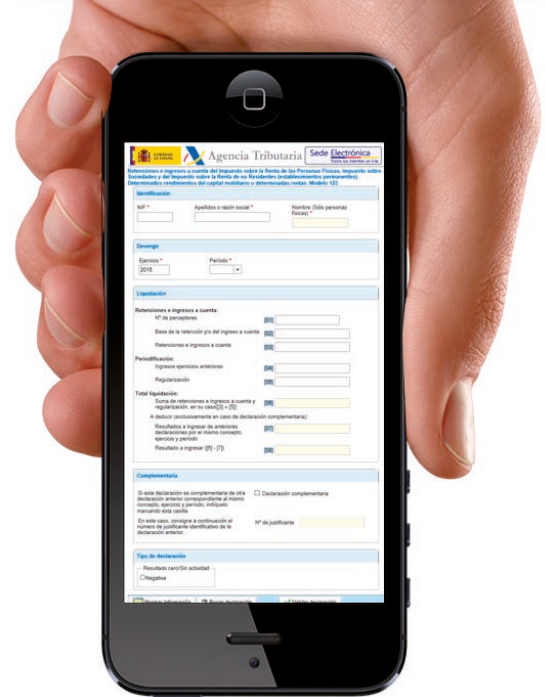 GOBIERNO
DE ESPAÑA
Agencia Tributaria
Sede Electrónica
Todos los trámites on line
Retenciones e ingresos a cuenta del Impuesto sobre la Renta de las Personas Físicas, Impuesto sobre
Sociedades y del Impuesto sobre la Renta de no Residentes (establecimientos permanentes).
Determinados rendimientos del capital mobiliario o determinadas rentas. Modelo 123
Identificación
NIF *
Apellidos o razón social *
Nombre (Sólo personas
físicas) *
Devengo
Ejercicio *
Período *
2015
Liquidación
Retenciones e ingresos a cuenta:
Nº de perceptores
[01]
Base de la retención y/o del ingreso a cuenta
[02]
Retenciones e ingresos a cuenta
[03]
Periodificación:
Ingresos ejercicios anteriores
[04]
Regularización
[05]
Total liquidación:
Suma de retenciones e ingresos a cuenta y
regularización, en su caso([3] + [5])
[06]
A deducir (exclusivamente en caso de declaración complementaria):
Resultados a ingresar de anteriores
declaraciones por el mismo concepto,
ejercicio y período
[07]
Resultado a ingresar ([6] - [7])
[08]
Complementaria
Si esta declaración es complementaria de otra
declaración anterior correspondiente al mismo
concepto, ejercicio y período, indíquelo
marcando esta casilla
Declaración complementaria
En este caso, consigne a continuación el
número de justificante identificativo de la
declaración anterior.
Nº de justificante
Tipo de declaración
Resultado cero/Sin actividad
Negativa